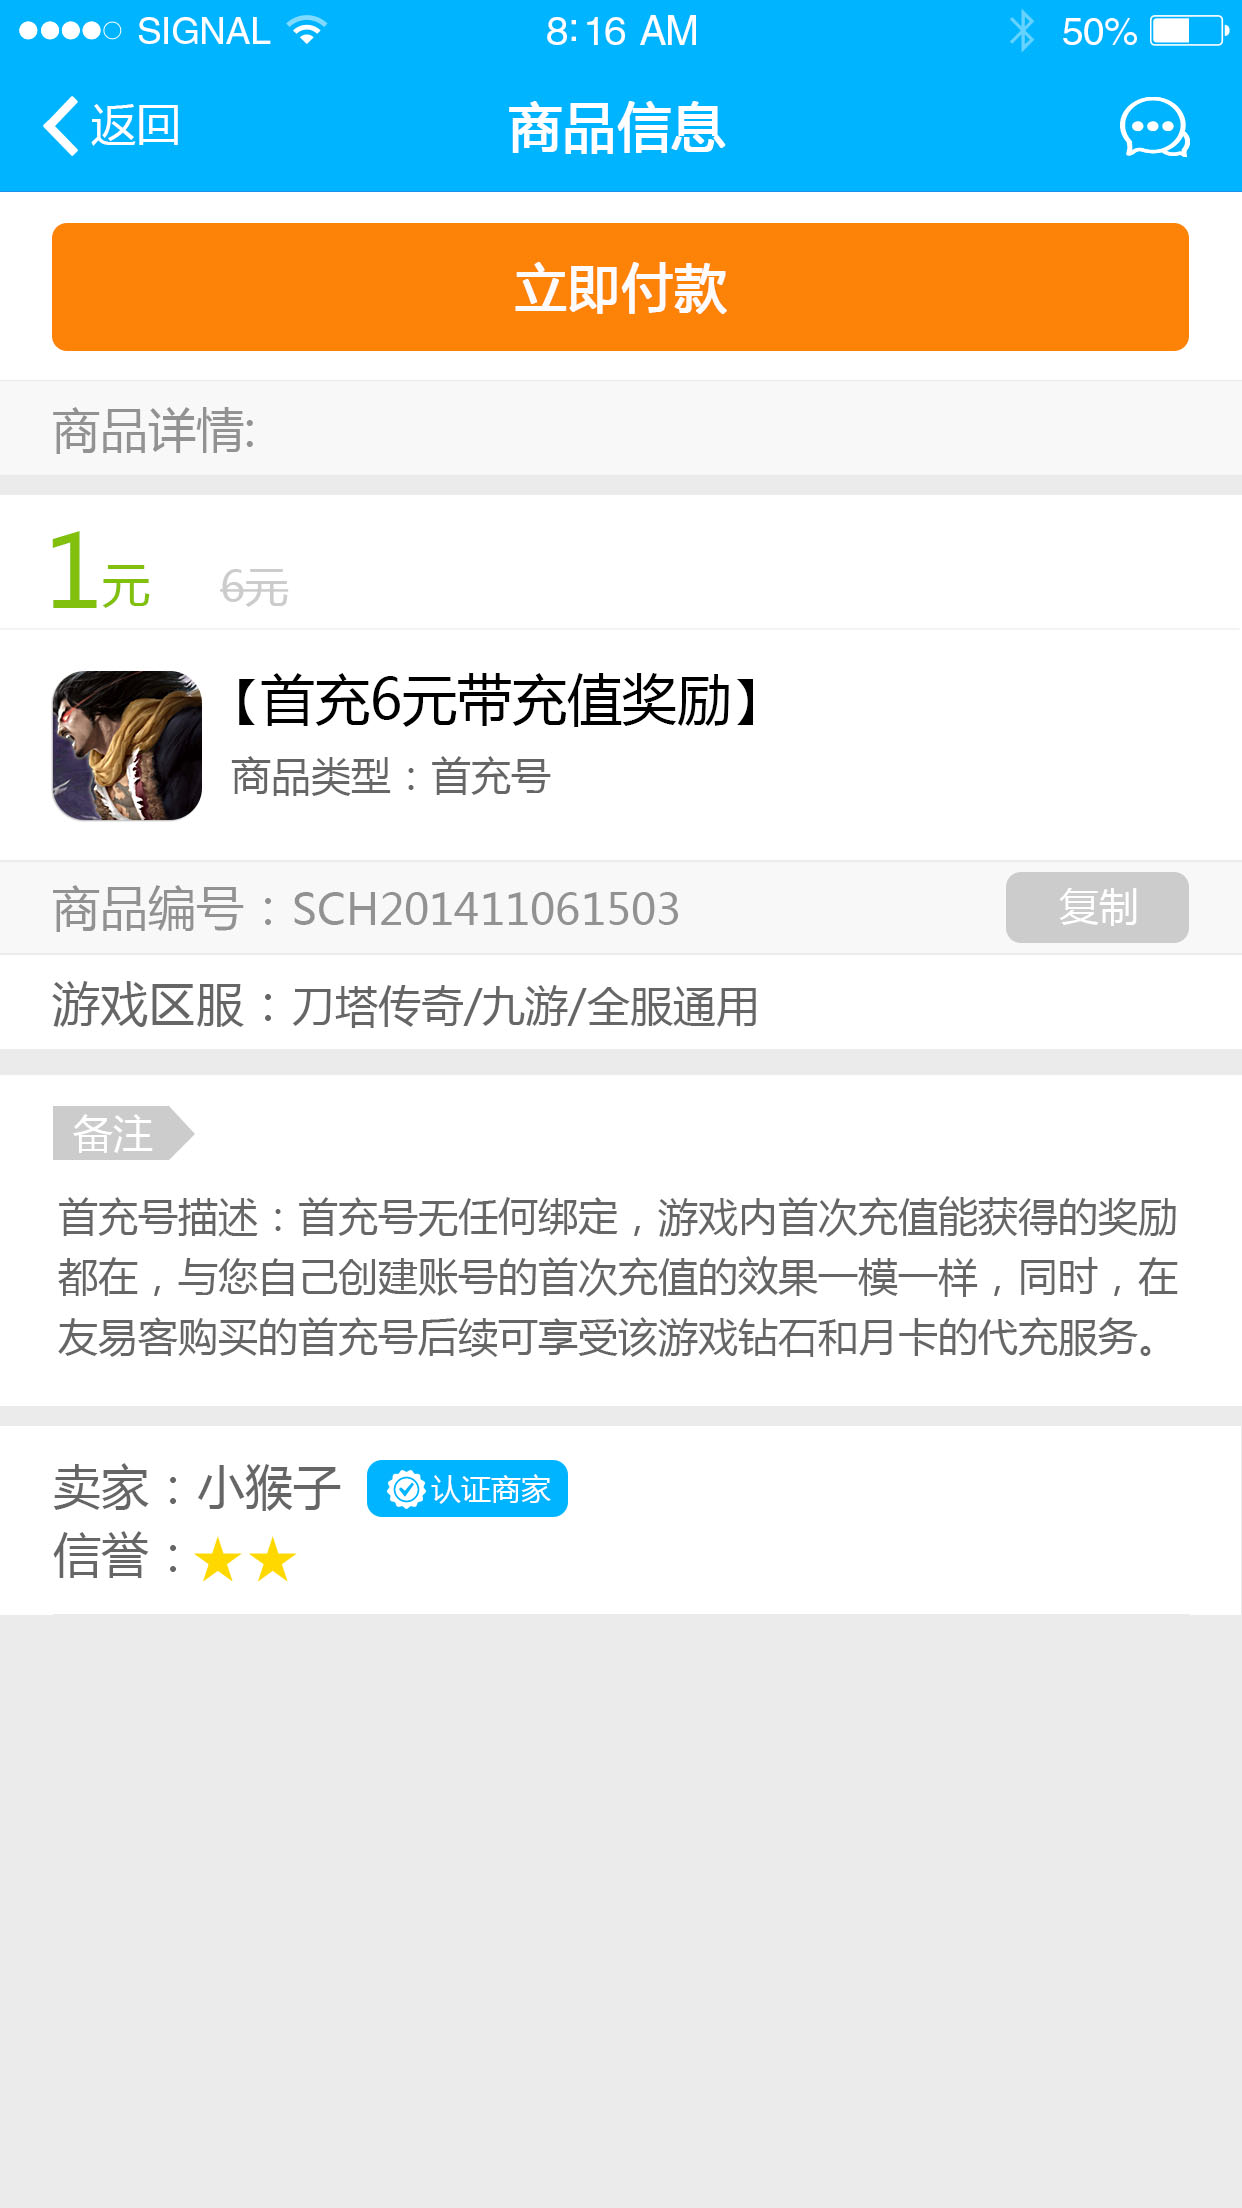 SIGNAL 8:16 AM 50%
返回 商品信息
立即付款
商品详情:
1元 6元
【首充6元带充值奖励】
商品类型：首充号
商品编号：SCH201411061503 复制
游戏区服：刀塔传奇/九游/全服通用
备注
首充号描述：首充号无任何绑定，游戏内首次充值能获得的奖励
都在，与您自己创建账号的首次充值的效果一模一样，同时，在
友易客购买的首充号后续可享受该游戏钻石和月卡的代充服务。
卖家：小猴子 认证商家
信誉：